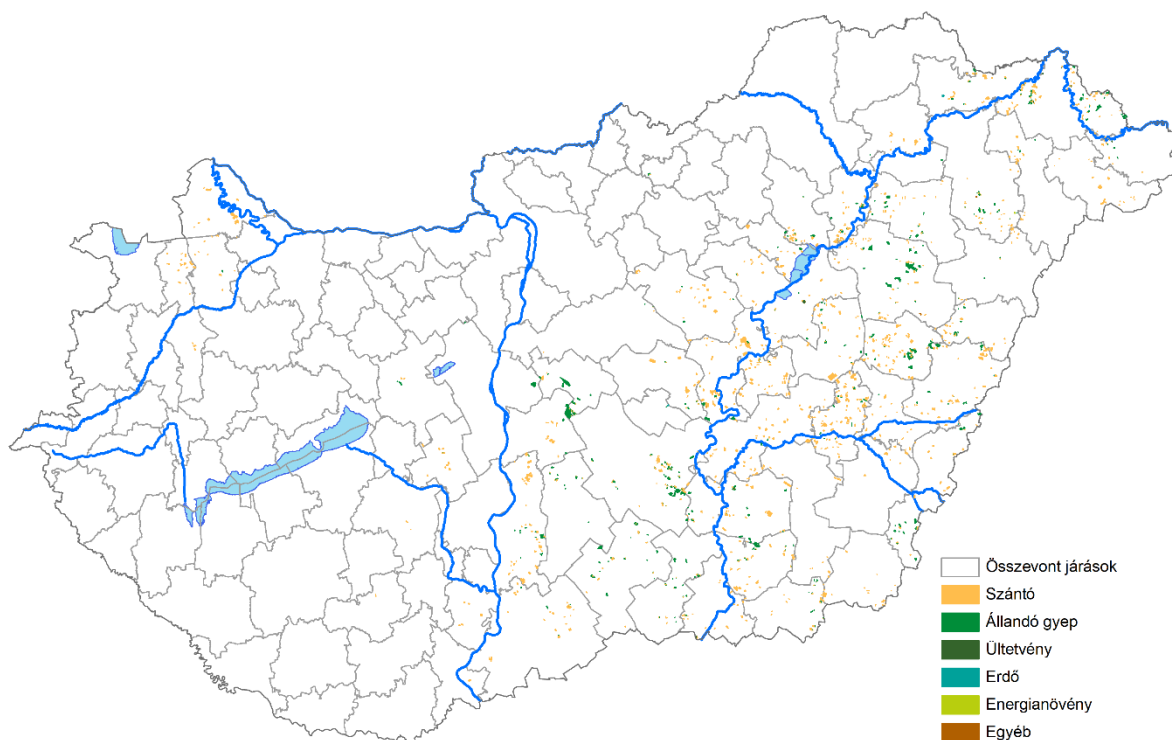 Összevont járások
Szántó
Állandó gyep
Ültetvény
Erdő
Energianövény
Egyéb